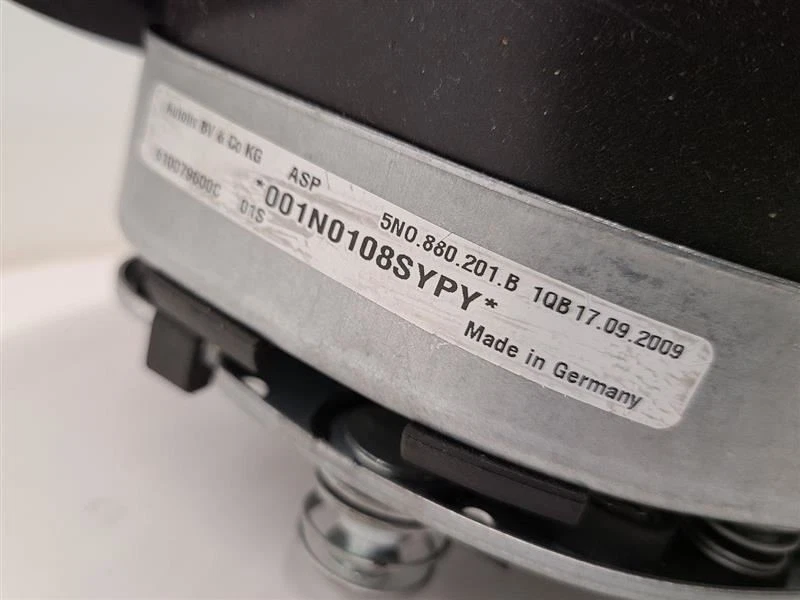 Autoliv BV & Co KG ASP 5N0.880.201.B 1QB 17.09.2009
610079600C 01S *001N0108SYPY*
Made in Germany